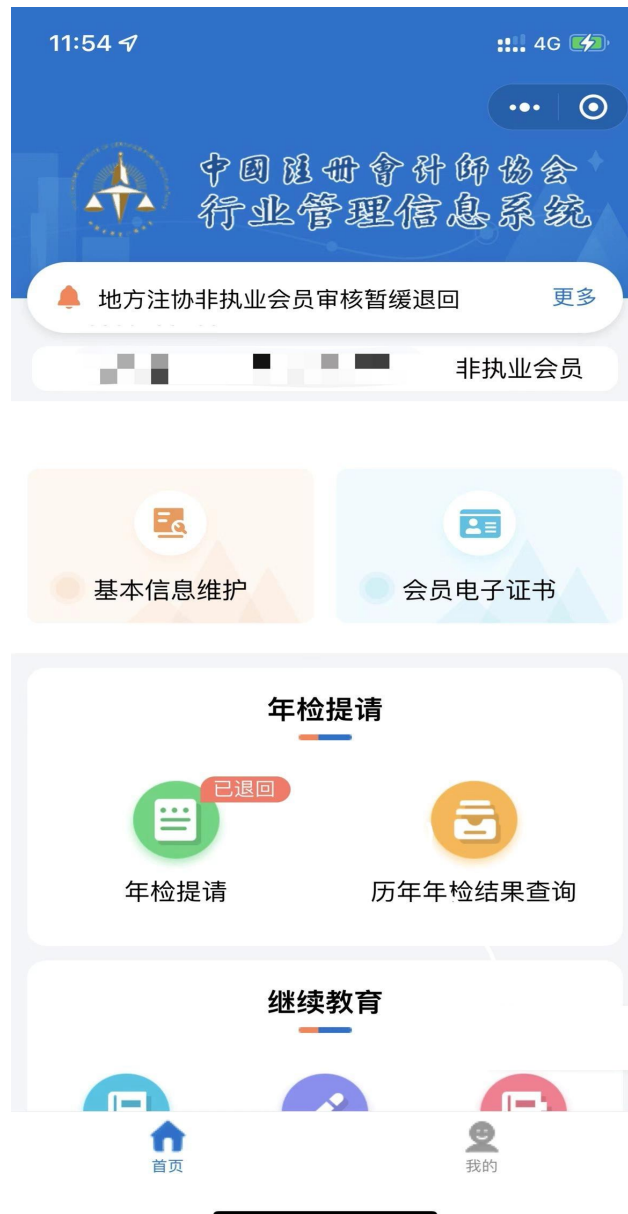 11:54
4G
中國註册會计師协会
行业管理信息系统
地方注协非执业会员审核暂缓退回
更多
非执业会员
基本信息维护
会员电子证书
年检提请
已退回
年检提请
历年年检结果查询
继续教育
首页
我的